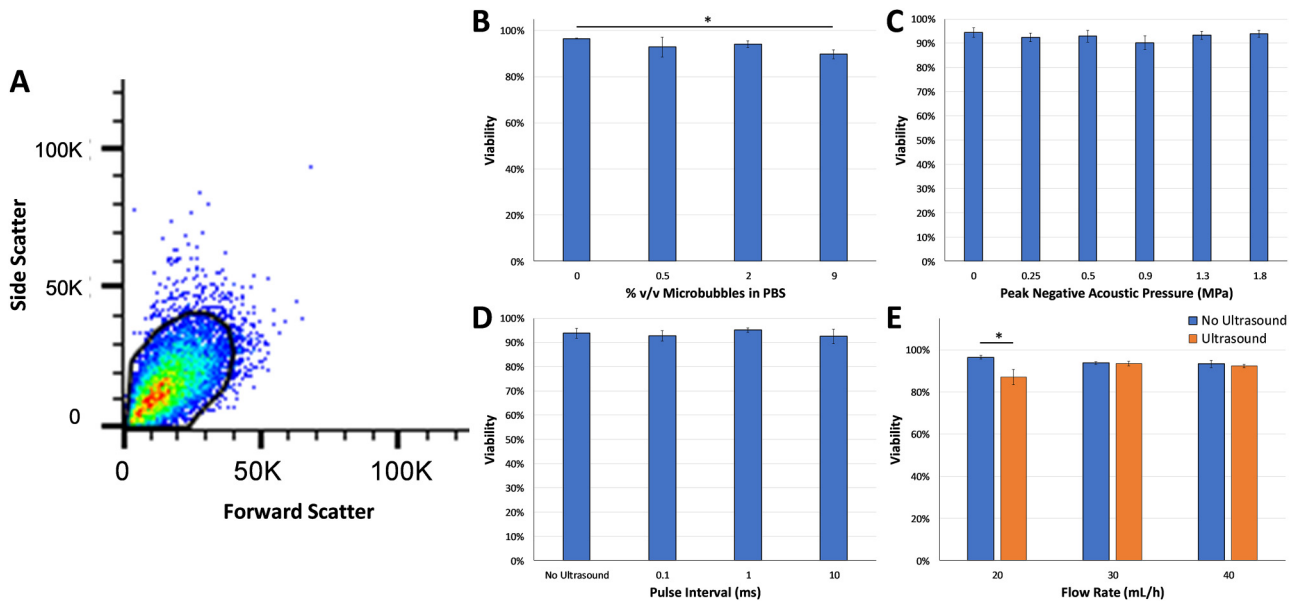 A
Side Scatter
100K
50K
0
0
50K
100K
Forward Scatter
B
Viability
100%
80%
60%
40%
20%
0%
*
0
0.5
2
9
% v/v Microbubbles in PBS
C
Viability
100%
90%
80%
70%
60%
50%
40%
30%
20%
10%
0%
0
0.25
0.5
0.9
1.3
1.8
Peak Negative Acoustic Pressure (MPa)
D
Viability
100%
90%
80%
70%
60%
50%
40%
30%
20%
10%
0%
No Ultrasound
0.1
1
10
Pulse Interval (ms)
E
No Ultrasound
Ultrasound
Viability
100%
80%
60%
40%
20%
0%
*
20
30
40
Flow Rate (mL/h)